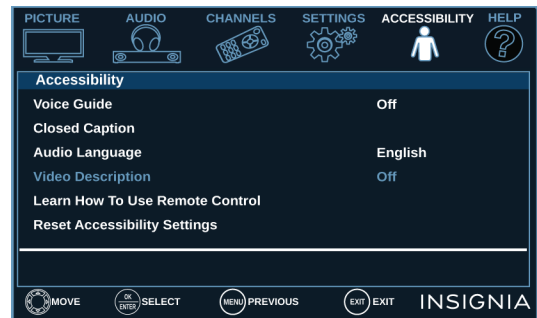 PICTURE AUDIO CHANNELS SETTINGS ACCESSIBILITY HELP
Accessibility
Voice Guide Off
Closed Caption
Audio Language English
Video Description Off
Learn How To Use Remote Control
Reset Accessibility Settings
MOVE OK ENTER SELECT MENU PREVIOUS EXIT EXIT INSIGNIA